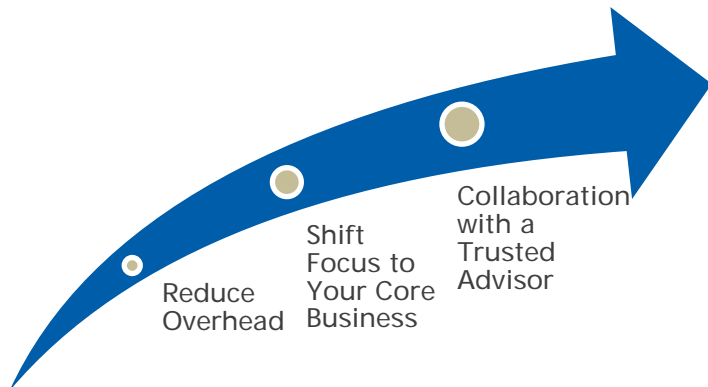 Reduce
Overhead
Shift
Focus to
Your Core
Business
Collaboration
with a
Trusted
Advisor